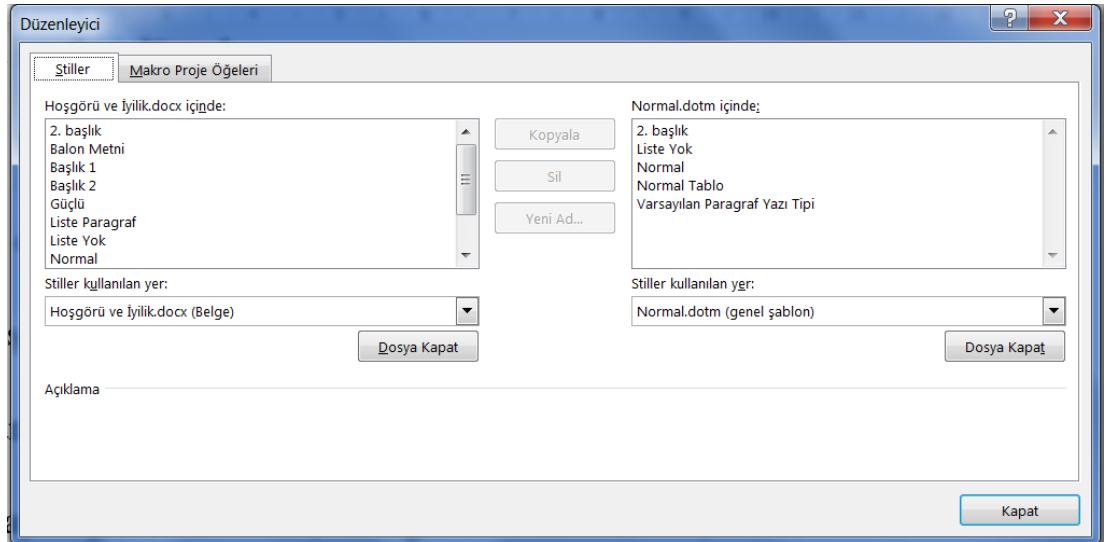 Düzenleyici
?
X
Stiller
Makro Proje Öğeleri
Hoşgörü ve İyilik.docx içinde:
2. başlık
Balon Metni
Başlık 1
Başlık 2
Güçlü
Liste Paragraf
Liste Yok
Normal
Stiller kullanılan yer:
Hoşgörü ve İyilik.docx (Belge)
Dosya Kapat
Kopyala
Sil
Yeni Ad...
Normal.dotm içinde:
2. başlık
Liste Yok
Normal
Normal Tablo
Varsayılan Paragraf Yazı Tipi
Stiller kullanılan yer:
Normal.dotm (genel şablon)
Dosya Kapat
Açıklama
Kapat